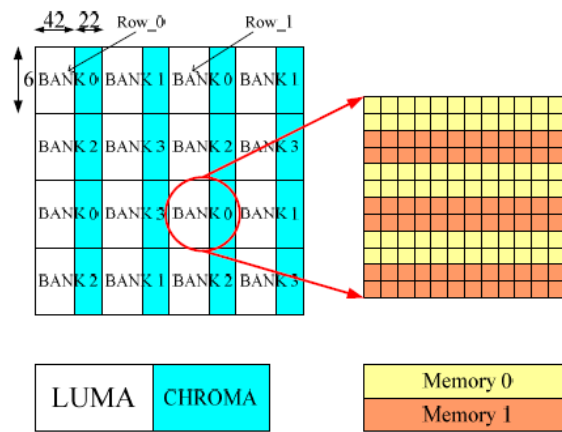 42 22 Row_0 Row_1
6 BANK 0 BANK 1 BANK 0 BANK 1
BANK 2 BANK 3 BANK 2 BANK 3
BANK 0 BANK 3 BANK 0 BANK 1
BANK 2 BANK 1 BANK 2 BANK 3
LUMA CHROMA
Memory 0
Memory 1